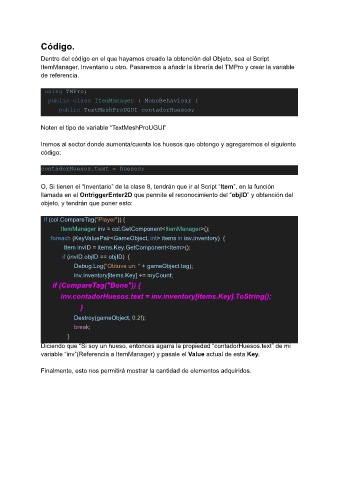 Código.
Dentro del código en el que hayamos creado la obtención del Objeto, sea el Script
ItemManager, Inventario u otro. Pasaremos a añadir la librería del TMPro y crear la variable
de referencia.
using TMPro;
public class ItemManager : MonoBehaviour {
public TextMeshProUGUI contadorHuesos;
Noten el tipo de variable "TextMeshProUGUI"
Iremos al sector donde aumenta/cuenta los huesos que obtengo y agregaremos el siguiente
código:
contadorHuesos.text = huesos;
O, Si tienen el "Inventario" de la clase 8, tendrán que ir al Script "Item", en la función
llamada en el OntriggerEnter2D que permite el reconocimiento del "objID" y obtención del
objeto, y tendrán que poner esto:
if (col.CompareTag("Player")) {
ItemManager inv = col.GetComponent<ItemManager>();
foreach (KeyValuePair<GameObject, int> items in inv.inventory) {
Item invID = items.Key.GetComponent<Item>();
if (invID.objID == objID) {
Debug.Log("Obtuve un: " + gameObject.tag);
inv.inventory[items.Key] += myCount;
if (CompareTag("Bone")) {
inv.contadorHuesos.text = inv.inventory[items.Key].ToString();
}
Destroy(gameObject, 0.2f);
break;
}
Diciendo que "Si soy un hueso, entonces agarra la propiedad "contadorHuesos.text" de mi
variable "inv"(Referencia a ItemManager) y pasale el Value actual de esta Key.
Finalmente, esto nos permitirá mostrar la cantidad de elementos adquiridos.